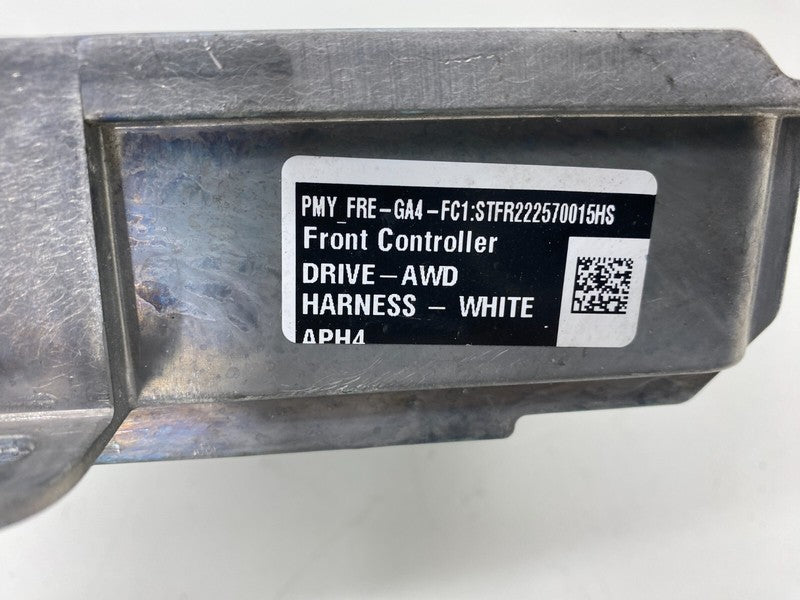 PMY_FRE-GA4-FC1:STFR222570015HS
Front Controller
DRIVE-AWD
HARNESS - WHITE
APH4